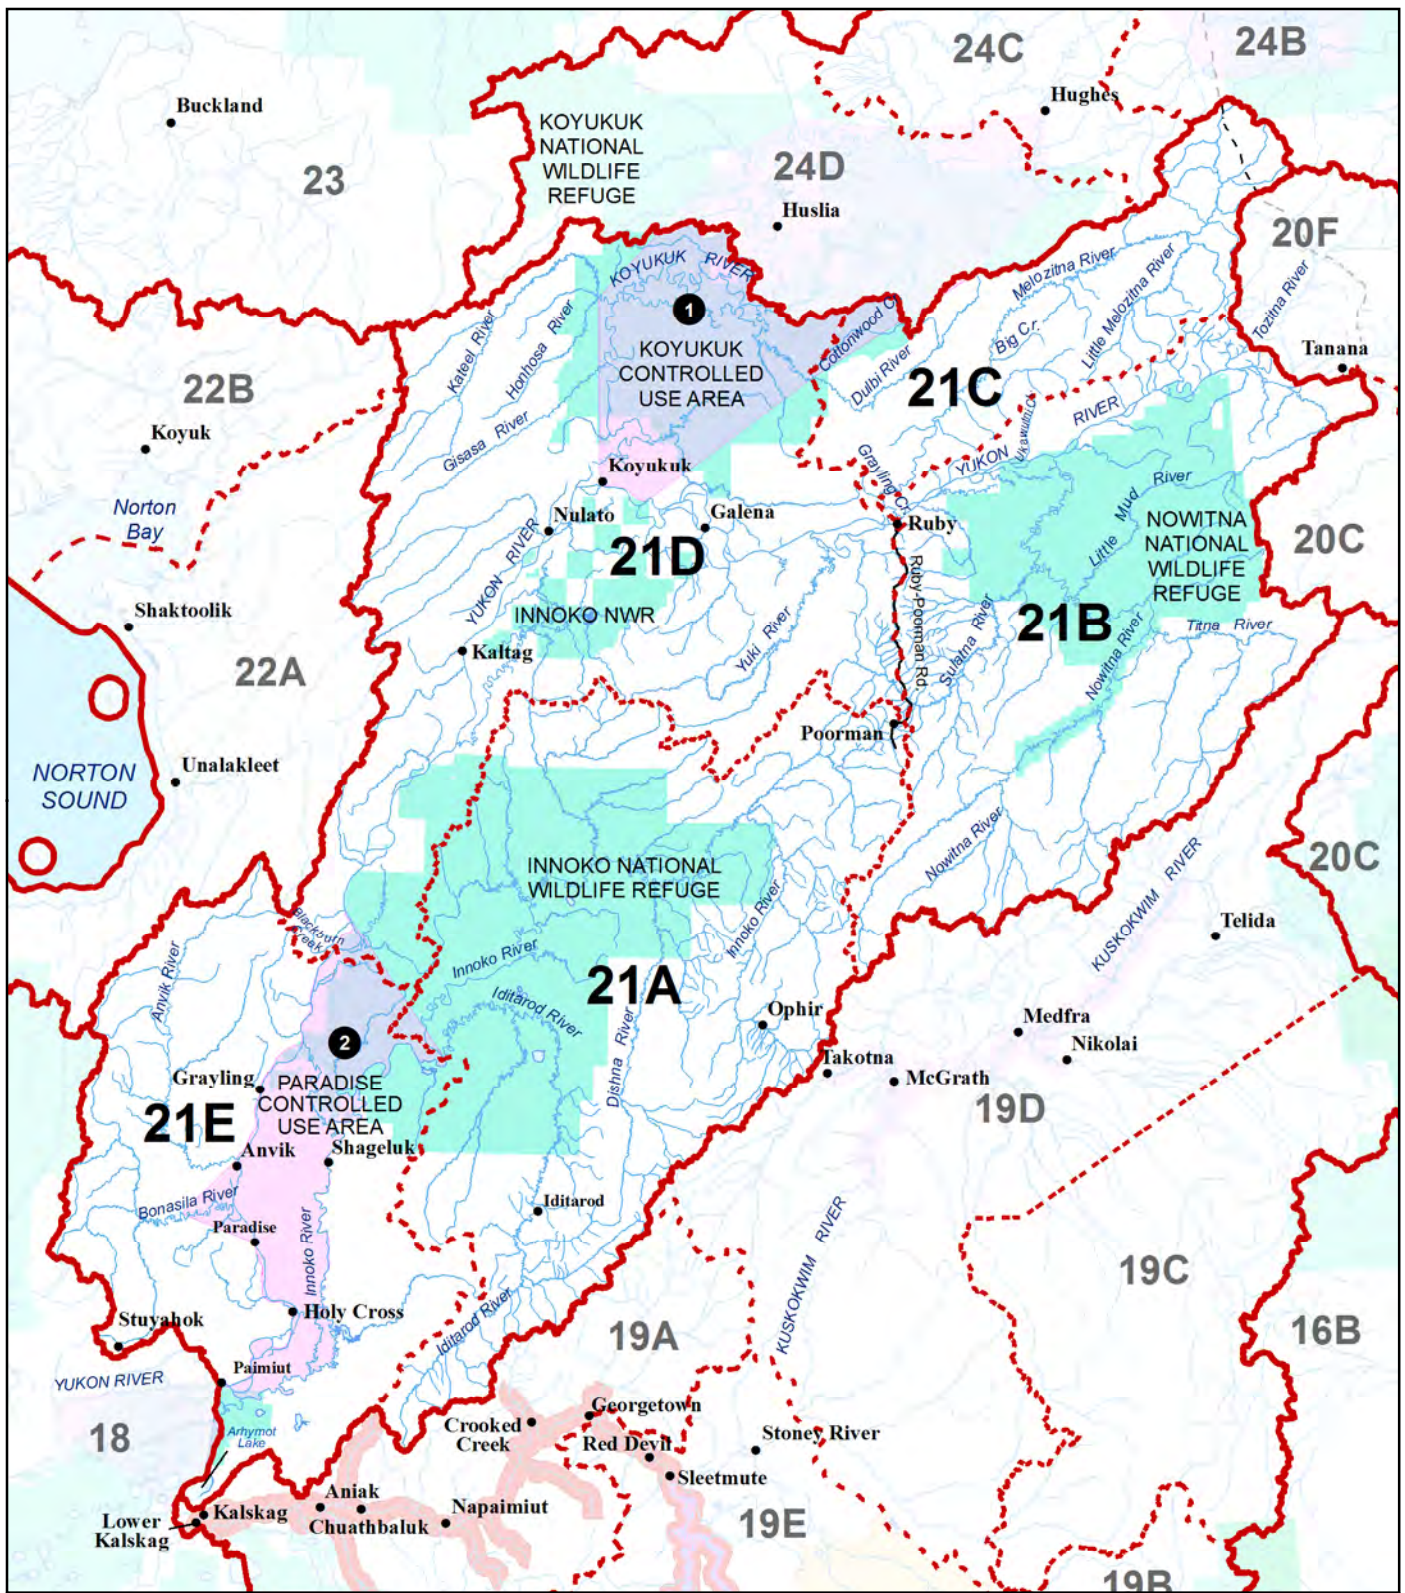 24C
24B
Buckland
Hughes
KOYUKUK
NATIONAL
WILDLIFE
REFUGE
23
24D
Huslia
20F
KOYUKUK RIVER
Melozitna River
Little Melozitna River
Tozitna River
Katel River
Honhosa River
1
Cottonwood C
Big Cr.
KOYUKUK
CONTROLLED
USE AREA
Dulbi River
21C
Tanana
22B
Koyuk
Gisasa River
YUKON RIVER
Grayling Cr.
Koyukuk
Norton
Bay
Nulato
Galena
Ruby
Little Mud River
NOWITNA
NATIONAL
WILDLIFE
REFUGE
20C
YUKON RIVER
21D
Ruby-Poorman Rd.
INNOKO NWR
Shaktoolik
Kaltag
Yuki River
Sulatna River
21B
Nowitna River
Titna River
22A
Poorman
NORTON
SOUND
Unalakleet
Nowitna River
INNOKO NATIONAL
WILDLIFE REFUGE
20C
KUSKOKWIM RIVER
Telida
Blackburn
Creek
Anvik River
Innoko River
Innoko River
21A
Iditarod River
Dishna River
Ophir
Medfra
Nikolai
2
Takotna
McGrath
Grayling
PARADISE
CONTROLLED
USE AREA
19D
21E
Anvik
Shageluk
Bonasila River
Iditarod
Paradise
Innoko River
KUSKOKWIM RIVER
19C
Holy Cross
Stuyahok
Iditarod River
19A
16B
Paimiut
YUKON RIVER
18
Arhymot
Lake
Crooked
Creek
Georgetown
Red Devil
Stoney River
Sleetmute
Aniak
Kalskag
Chuathbaluk
Napaimiut
Lower
Kalskag
19E
19B